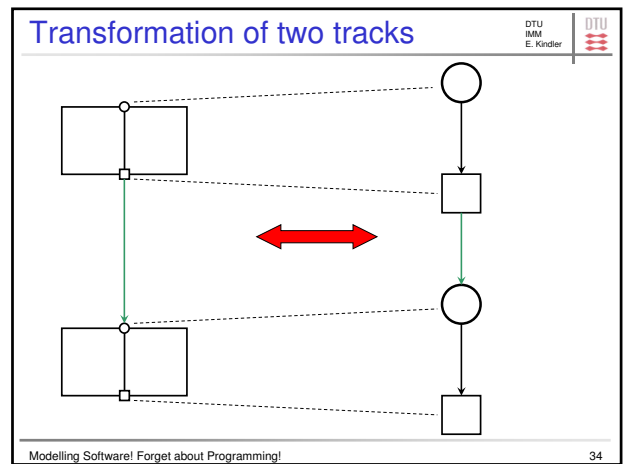 Transformation of two tracks
DTU
IMM
E. Kindler
DTU
Modelling Software! Forget about Programming!
34